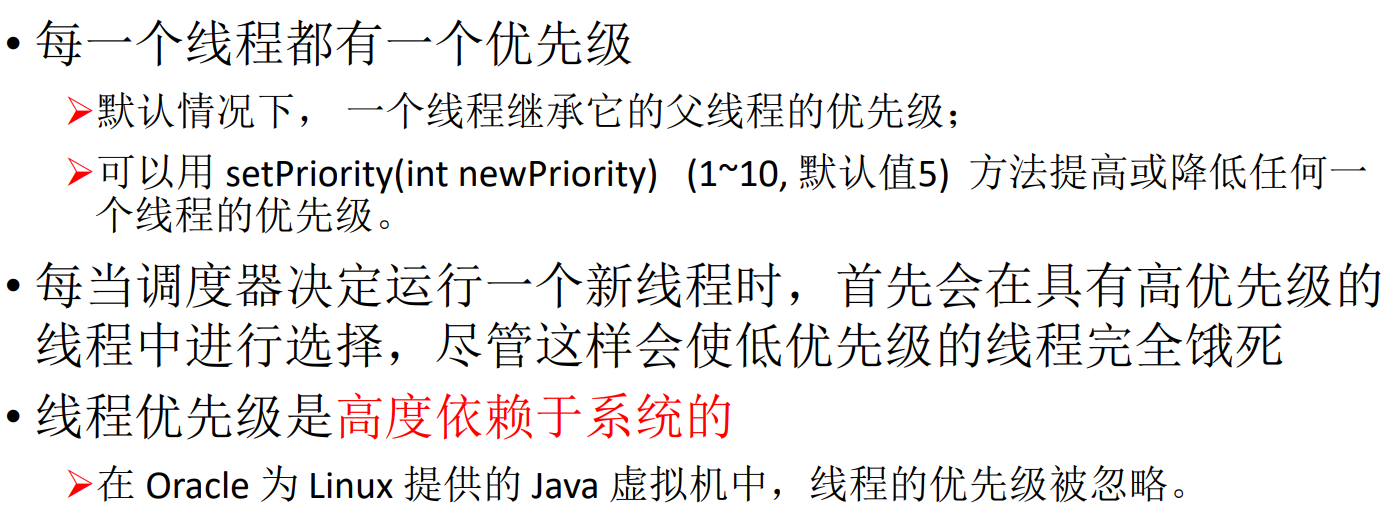 • 每一个线程都有一个优先级
➢默认情况下， 一个线程继承它的父线程的优先级；
➢可以用 setPriority(int newPriority) (1~10, 默认值5) 方法提高或降低任何一
个线程的优先级。
• 每当调度器决定运行一个新线程时，首先会在具有高优先级的
线程中进行选择，尽管这样会使低优先级的线程完全饿死
• 线程优先级是高度依赖于系统的
➢在 Oracle 为 Linux 提供的 Java 虚拟机中，线程的优先级被忽略。